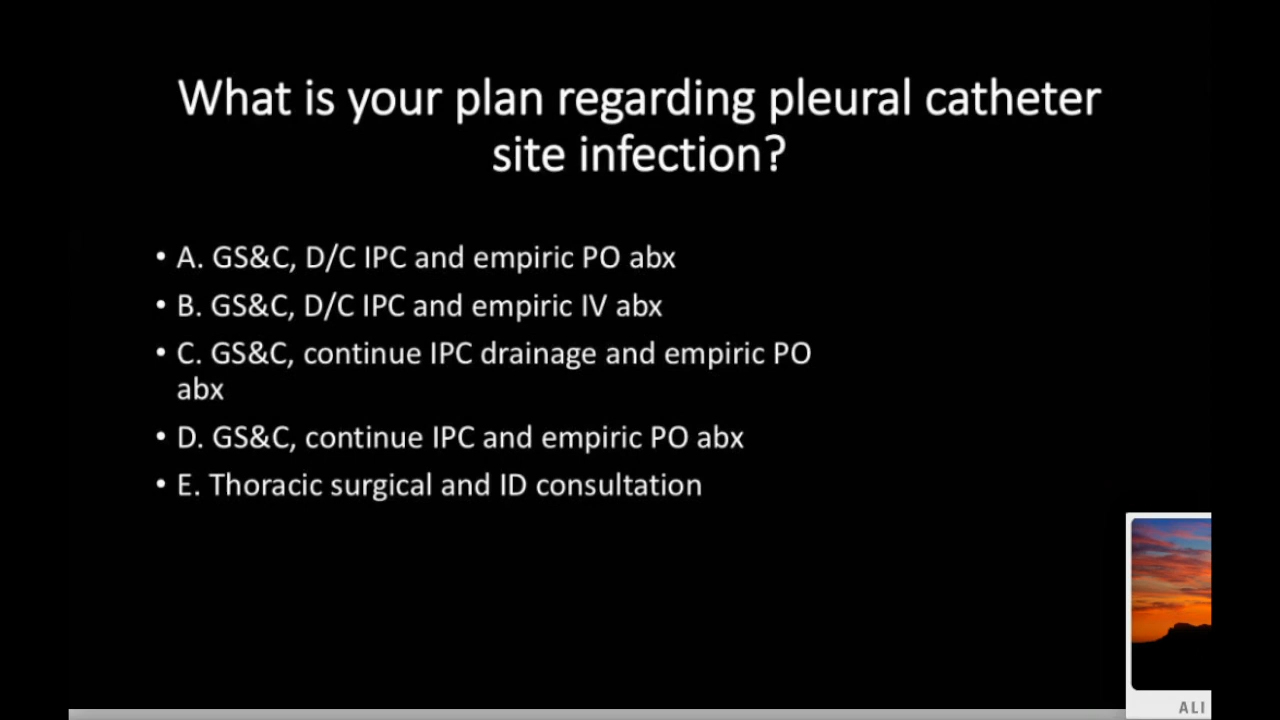 What is your plan regarding pleural catheter
site infection?
• A. GS&C, D/C IPC and empiric PO abx
• B. GS&C, D/C IPC and empiric IV abx
• C. GS&C, continue IPC drainage and empiric PO
abx
• D. GS&C, continue IPC and empiric PO abx
• E. Thoracic surgical and ID consultation
ALI